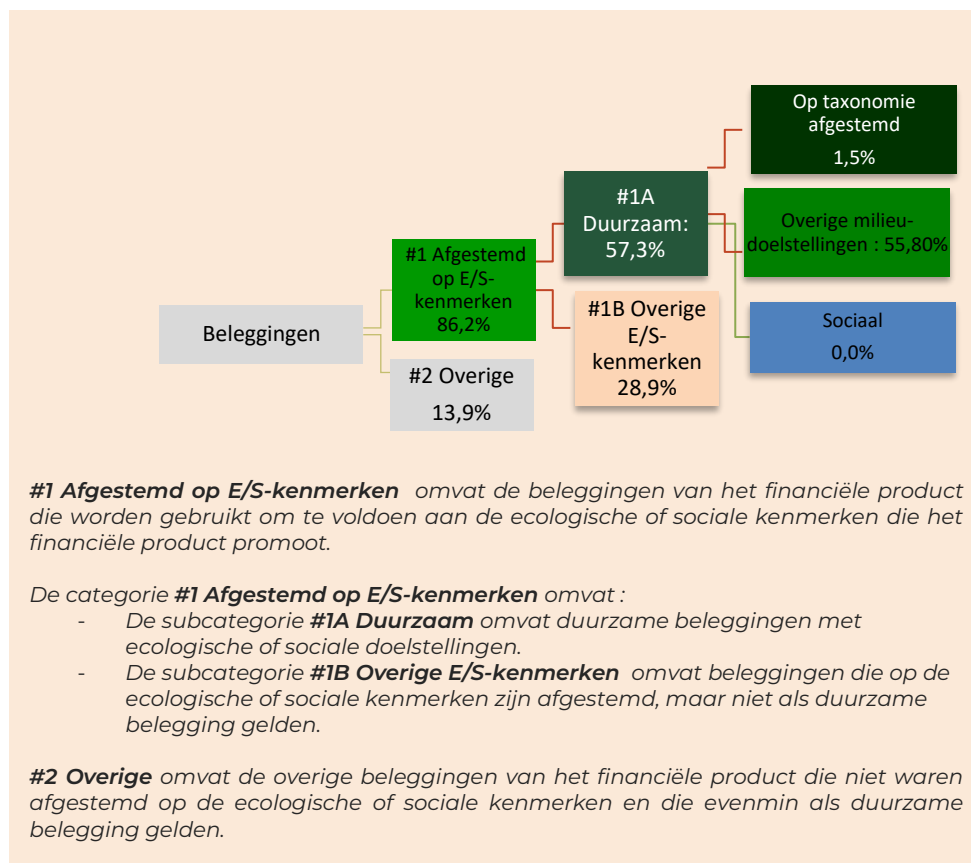 Op taxonomie
afgestemd
1,5%
#1A
Duurzaam:
57,3%
Overige milieu-
doelstellingen : 55,80%
#1 Afgestemd
op E/S-
kenmerken
86,2%
#1B Overige
E/S-
kenmerken
28,9%
Sociaal
0,0%
Beleggingen
#2 Overige
13,9%
#1 Afgestemd op E/S-kenmerken omvat de beleggingen van het financiële product
die worden gebruikt om te voldoen aan de ecologische of sociale kenmerken die het
financiële product promoot.
De categorie #1 Afgestemd op E/S-kenmerken omvat :
- De subcategorie #1A Duurzaam omvat duurzame beleggingen met
ecologische of sociale doelstellingen.
- De subcategorie #1B Overige E/S-kenmerken omvat beleggingen die op de
ecologische of sociale kenmerken zijn afgestemd, maar niet als duurzame
belegging gelden.
#2 Overige omvat de overige beleggingen van het financiële product die niet waren
afgestemd op de ecologische of sociale kenmerken en die evenmin als duurzame
belegging gelden.